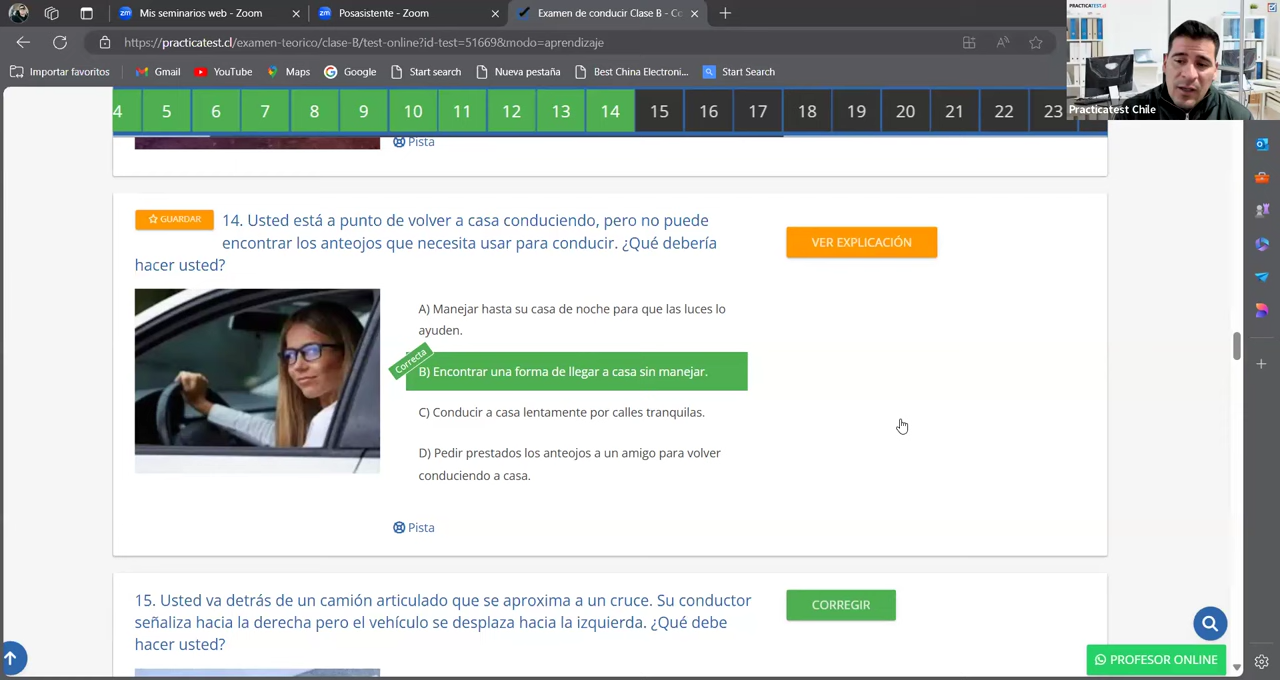 Mis seminarios web - Zoom
Posasistente - Zoom
Examen de conducir Clase B - Co
PRACTICATEST.cl
https://practicatest.cl/examen-teorico/clase-B/test-online?id-test=51669&modo=aprendizaje
Importar favoritos
Gmail
YouTube
Maps
Google
Start search
Nueva pestaña
Best China Electroni...
Start Search
Practicatest Chile
4 5 6 7 8 9 10 11 12 13 14 15 16 17 18 19 20 21 22 23
Pista
GUARDAR
14. Usted está a punto de volver a casa conduciendo, pero no puede
encontrar los anteojos que necesita usar para conducir. ¿Qué debería
hacer usted?
VER EXPLICACIÓN
A) Manejar hasta su casa de noche para que las luces lo
ayuden.
Correcta
B) Encontrar una forma de llegar a casa sin manejar.
C) Conducir a casa lentamente por calles tranquilas.
D) Pedir prestados los anteojos a un amigo para volver
conduciendo a casa.
Pista
15. Usted va detrás de un camión articulado que se aproxima a un cruce. Su conductor
señaliza hacia la derecha pero el vehículo se desplaza hacia la izquierda. ¿Qué debe
hacer usted?
CORREGIR
PROFESOR ONLINE